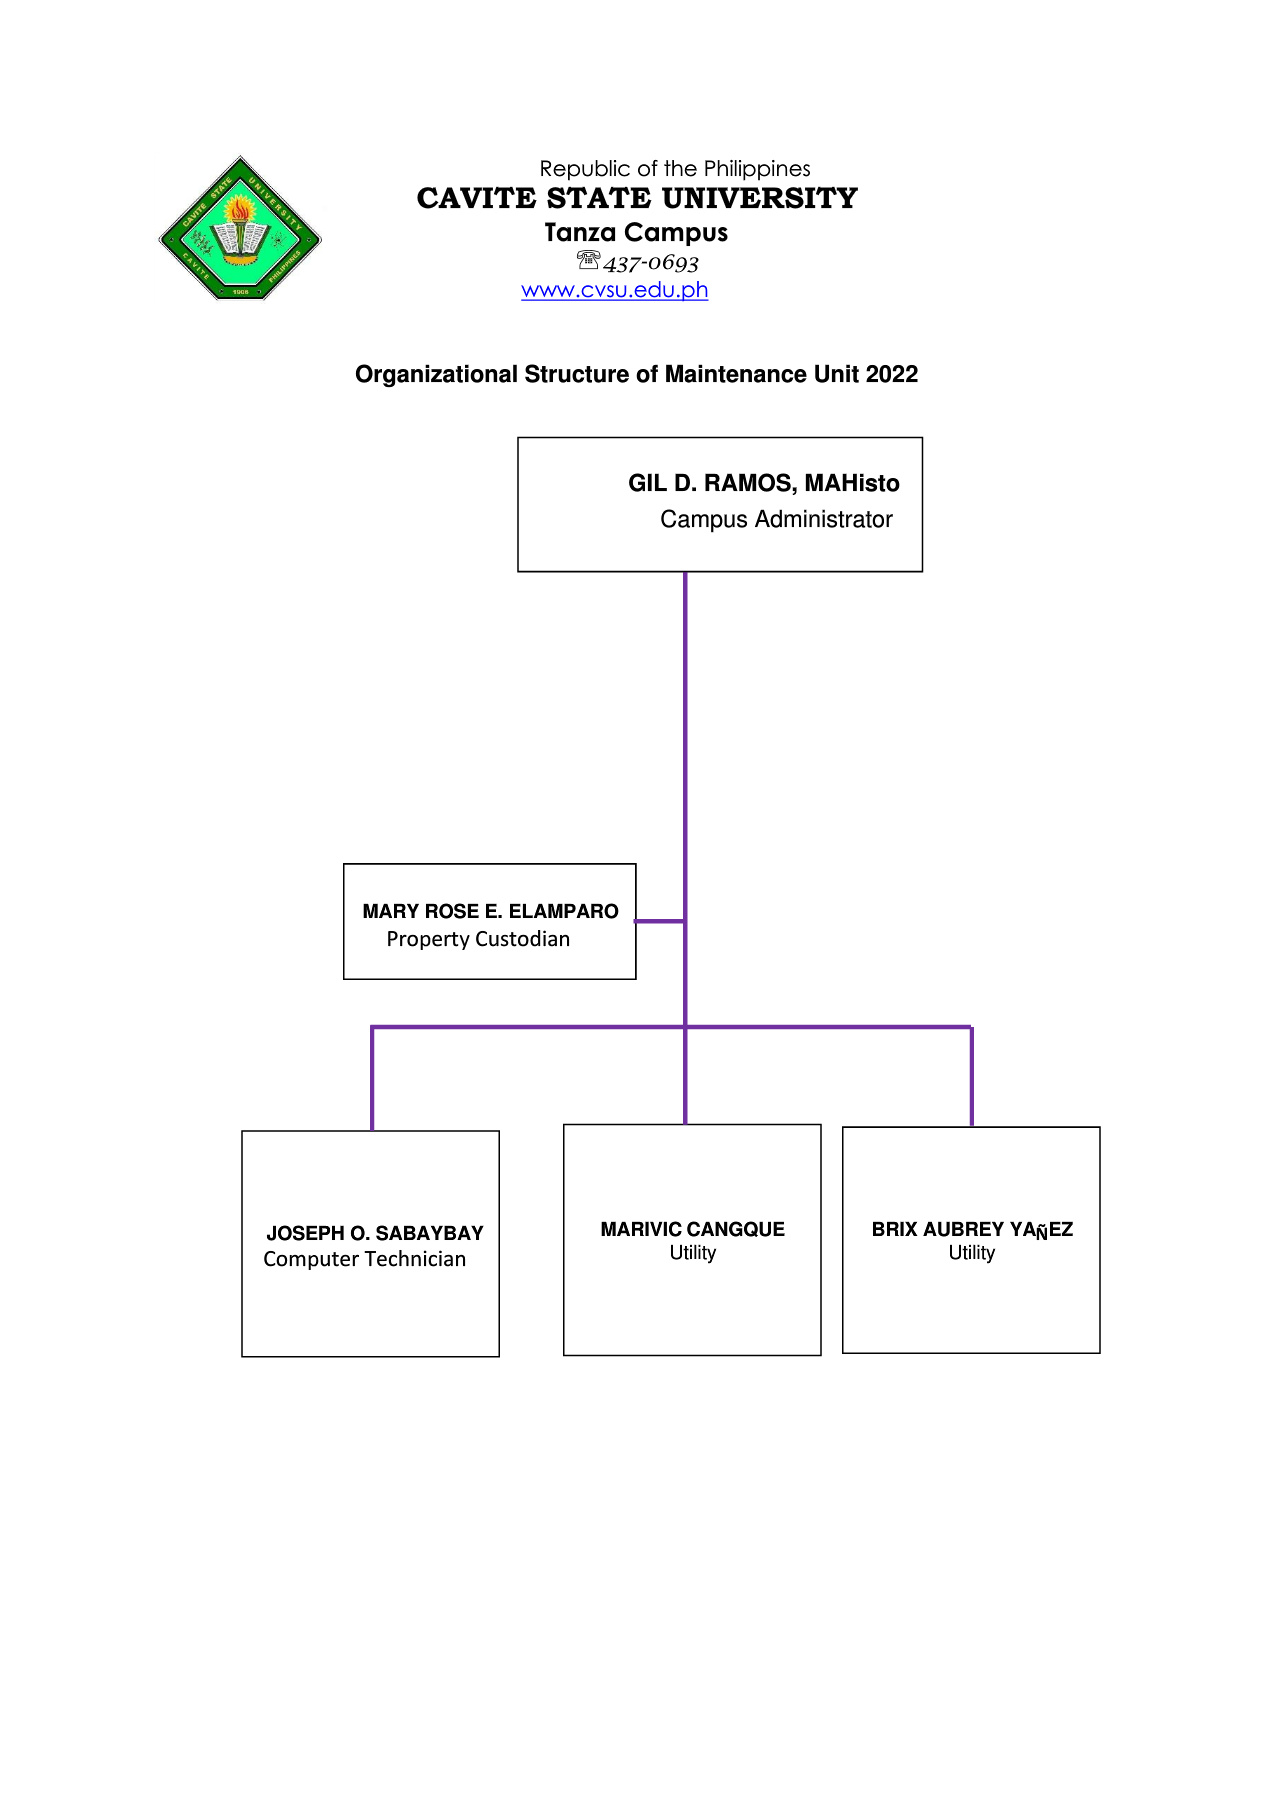 Republic of the Philippines
CAVITE STATE UNIVERSITY
Tanza Campus
☏437-0693
www.cvsu.edu.ph
CAVITE STATE UNIVERSITY
CAVITE PHILIPPINES
1906
Organizational Structure of Maintenance Unit 2022
GIL D. RAMOS, MAHisto
Campus Administrator
MARY ROSE E. ELAMPARO
Property Custodian
JOSEPH O. SABAYBAY
Computer Technician
MARIVIC CANGQUE
Utility
BRIX AUBREY YAÑEZ
Utility